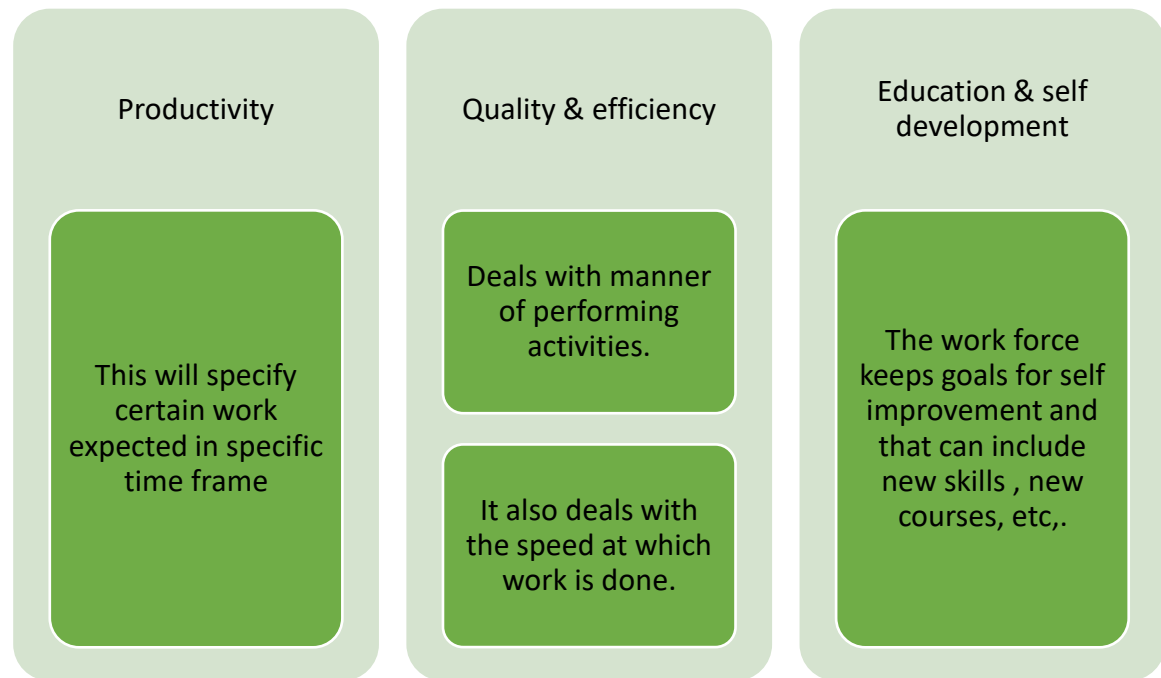 Productivity
This will specify
certain work
expected in specific
time frame
Quality & efficiency
Deals with manner
of performing
activities.
It also deals with
the speed at which
work is done.
Education & self
development
The work force
keeps goals for self
improvement and
that can include
new skills , new
courses, etc,.